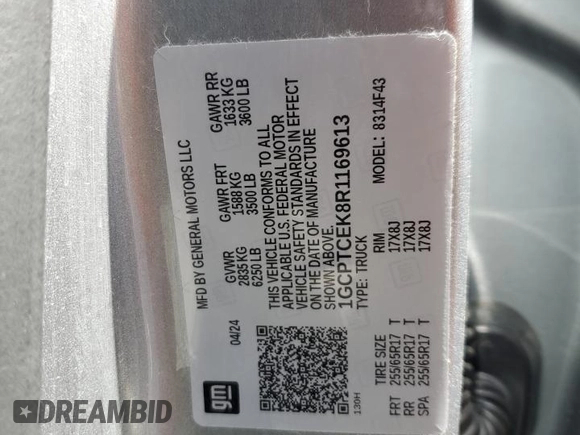 MFD BY GENERAL MOTORS LLC
gm
04/24
GVWR GAWR FRT GAWR RR
2835 KG 1588 KG 1633 KG
6250 LB 3500 LB 3600 LB
THIS VEHICLE CONFORMS TO ALL
APPLICABLE U.S. FEDERAL MOTOR
VEHICLE SAFETY STANDARDS IN EFFECT
ON THE DATE OF MANUFACTURE
SHOWN ABOVE.
1GCPTCEK8R1169613
TYPE: TRUCK MODEL: 8314F43
130H
TIRE SIZE RIM
FRT 255/65R17 T 17X8J
RR 255/65R17 T 17X8J
SPA 255/65R17 T 17X8J
DREAMBID